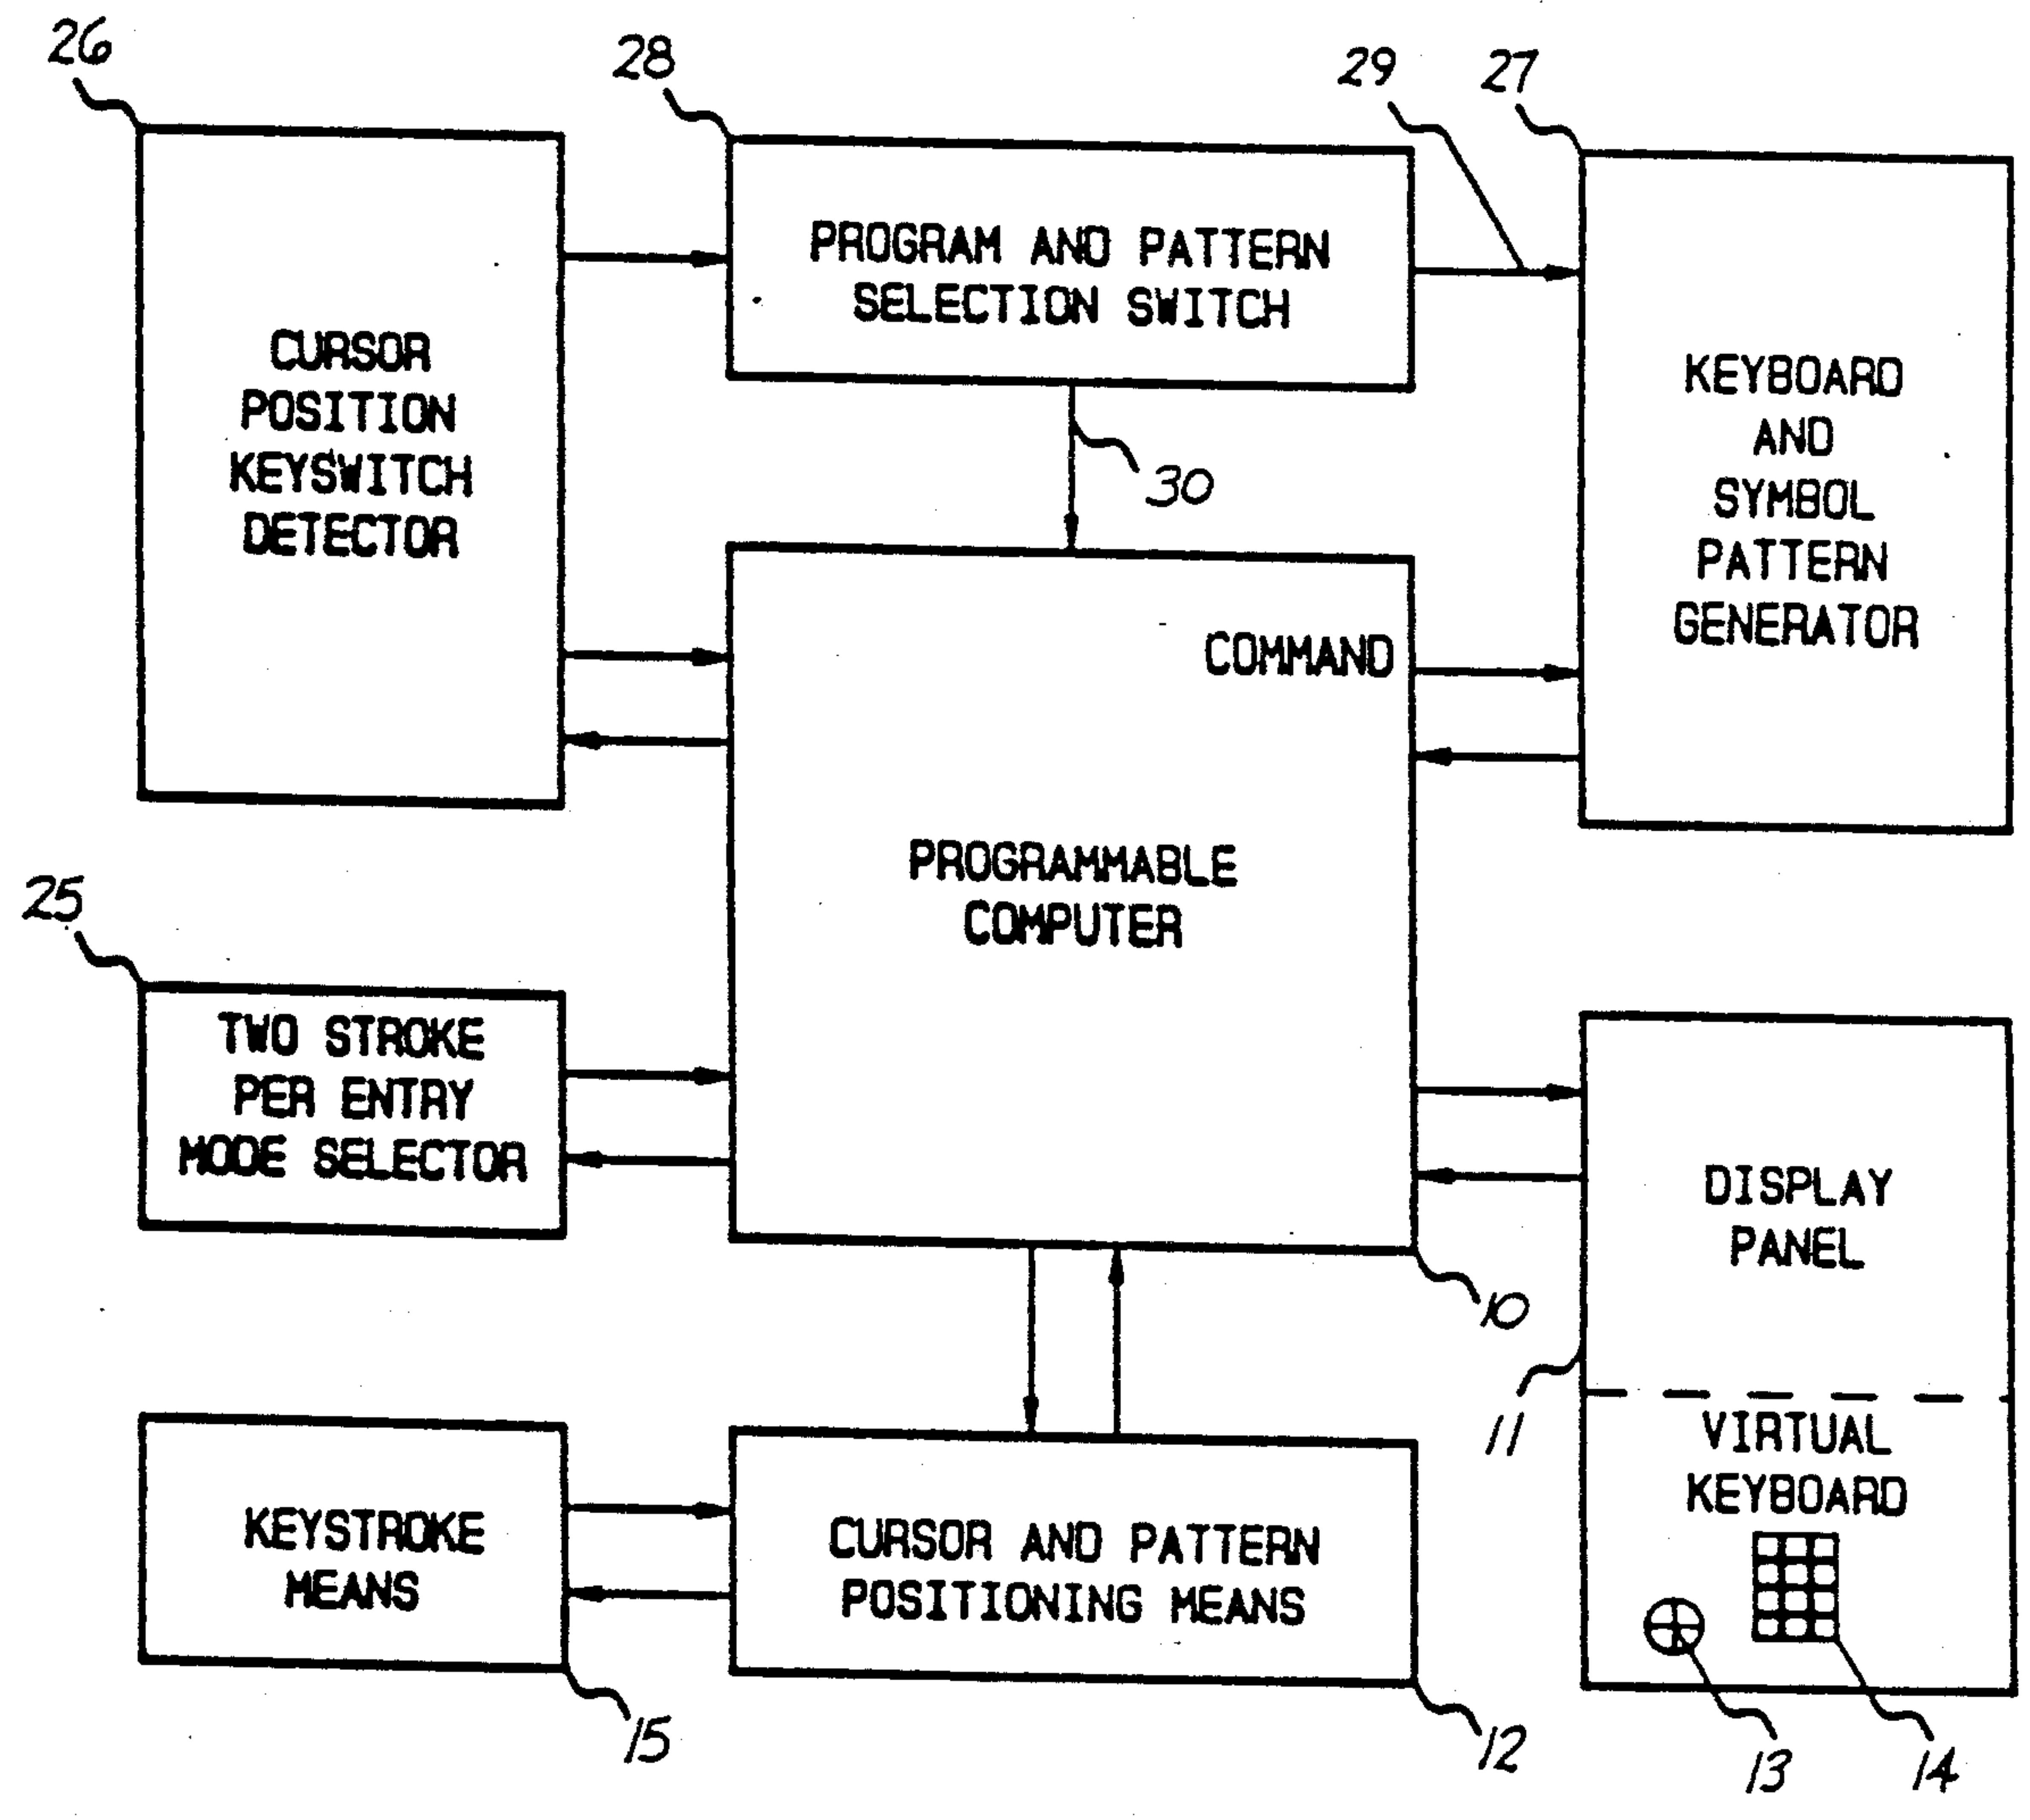 26
28
29
27
PROGRAM AND PATTERN
SELECTION SWITCH
CURSOR
POSITION
KEYSWITCH
DETECTOR
KEYBOARD
AND
SYMBOL
PATTERN
GENERATOR
30
COMMAND
PROGRAMMABLE
COMPUTER
25
TWO STROKE
PER ENTRY
MODE SELECTOR
DISPLAY
PANEL
10
11
VIRTUAL
KEYBOARD
KEYSTROKE
MEANS
CURSOR AND PATTERN
POSITIONING MEANS
15
12
13
14